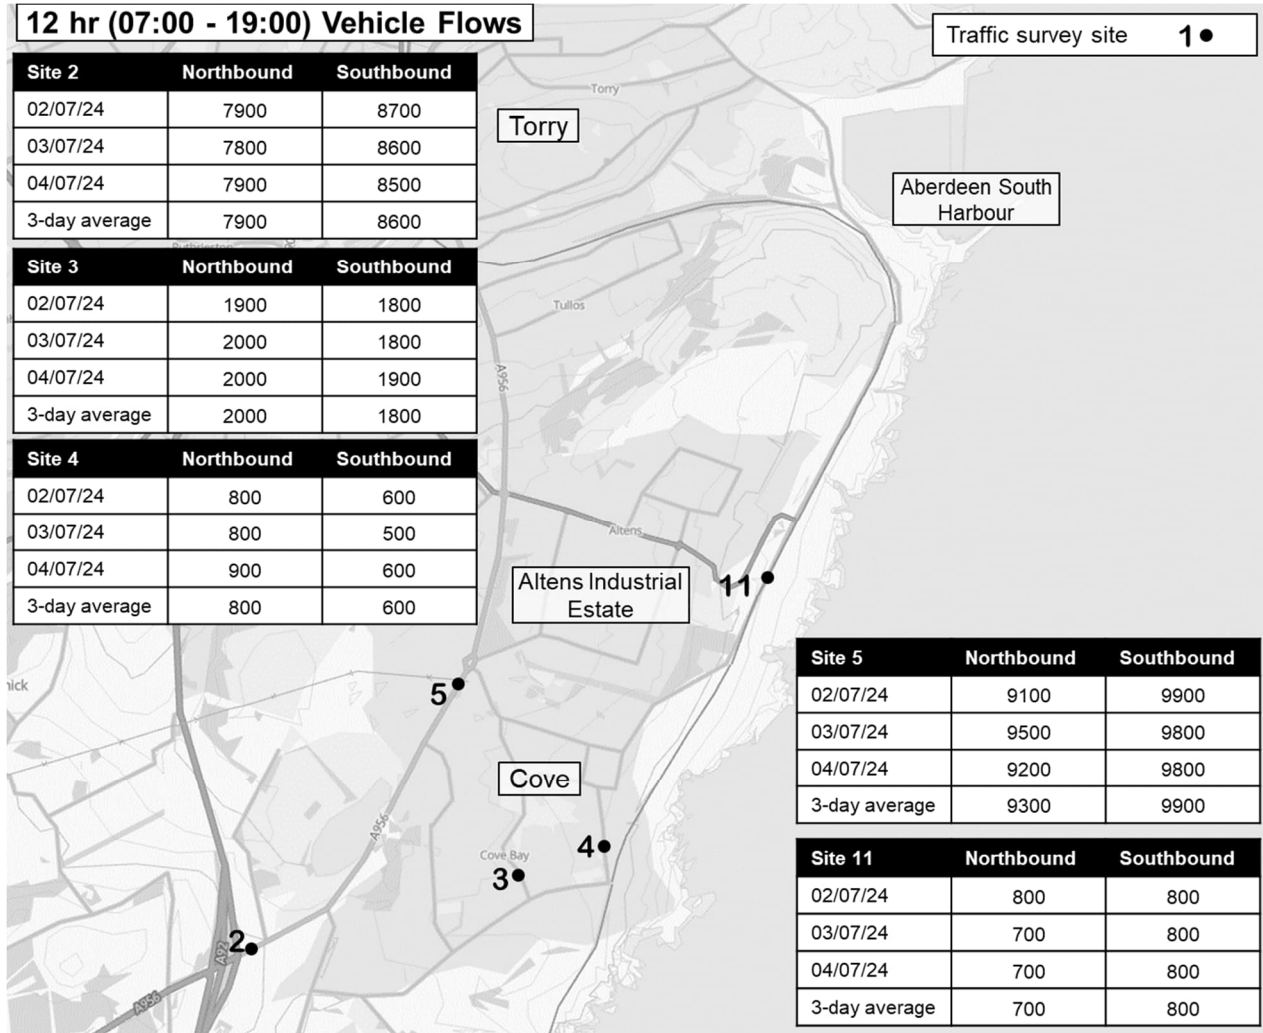 12 hr (07:00 - 19:00) Vehicle Flows
Traffic survey site 1
Site 2 Northbound Southbound
02/07/24 7900 8700
03/07/24 7800 8600
04/07/24 7900 8500
3-day average 7900 8600
Site 3 Northbound Southbound
02/07/24 1900 1800
03/07/24 2000 1800
04/07/24 2000 1900
3-day average 2000 1800
Site 4 Northbound Southbound
02/07/24 800 600
03/07/24 800 500
04/07/24 900 600
3-day average 800 600
Torry
Torry
Aberdeen South
Harbour
Tullos
A956
Altens
Altens Industrial
Estate
11
5
Cove
A956
Cove Bay
4
3
2
A92
A956
Site 5 Northbound Southbound
02/07/24 9100 9900
03/07/24 9500 9800
04/07/24 9200 9800
3-day average 9300 9900
Site 11 Northbound Southbound
02/07/24 800 800
03/07/24 700 800
04/07/24 700 800
3-day average 700 800